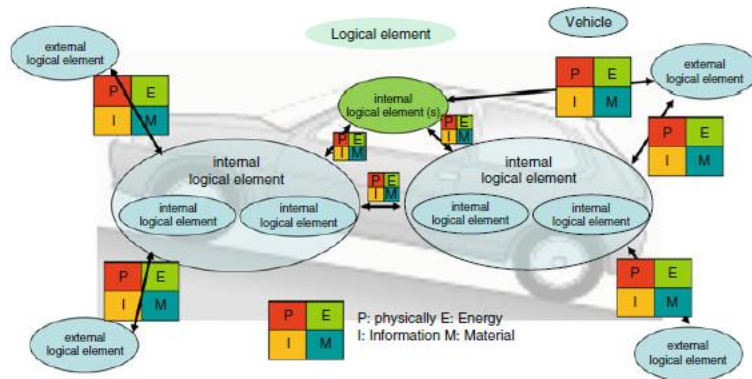 Vehicle
Logical element
external
logical element
P E
I M
P E
I M
external
logical element
internal
logical element (s)
P E
I M
P E
I M
P E
I M
internal
logical element
P E
I M
internal
logical element
internal
logical element
internal
logical element
internal
logical element
internal
logical element
P E
I M
P E
I M
P E
I M
P: physically E: Energy
I: Information M: Material
external
logical element
external
logical element